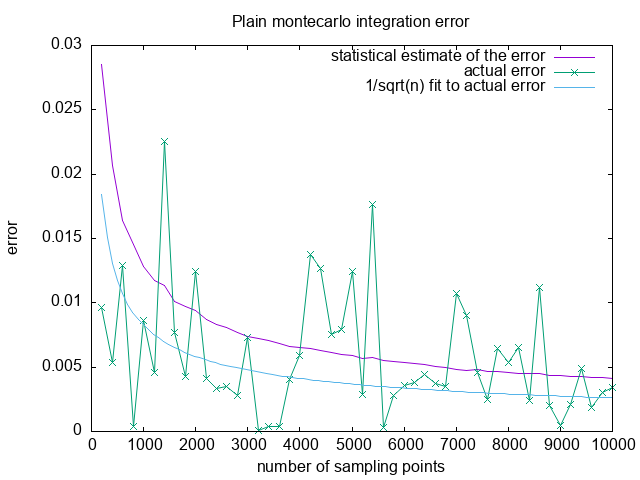 Plain montecarlo integration error
0.03
0.025
0.02
0.015
0.01
0.005
0
error
statistical estimate of the error
actual error
1/sqrt(n) fit to actual error
0 1000 2000 3000 4000 5000 6000 7000 8000 9000 10000
number of sampling points